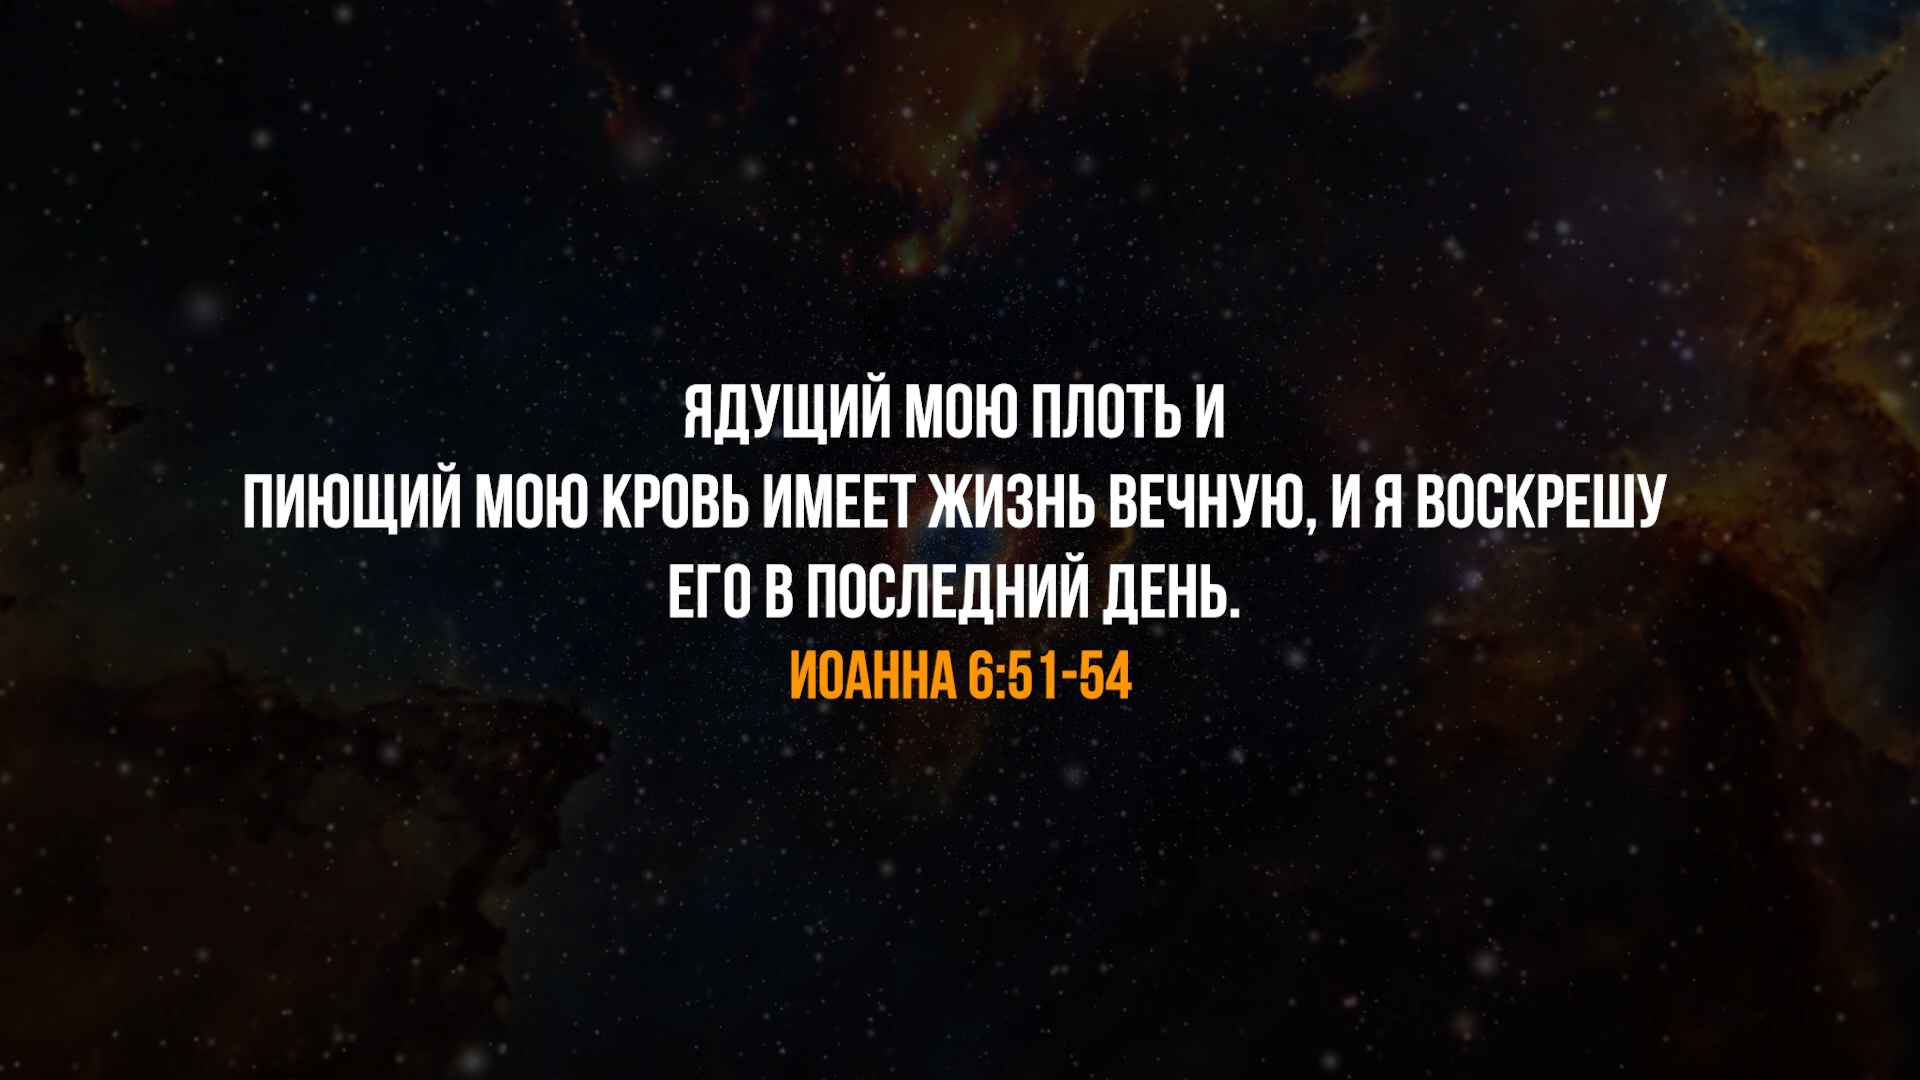 ЯДУЩИЙ МОЮ ПЛОТЬ И
ПИЮЩИЙ МОЮ КРОВЬ ИМЕЕТ ЖИЗНЬ ВЕЧНУЮ, И Я ВОСКРЕШУ
ЕГО В ПОСЛЕДНИЙ ДЕНЬ.
ИОАННА 6:51-54